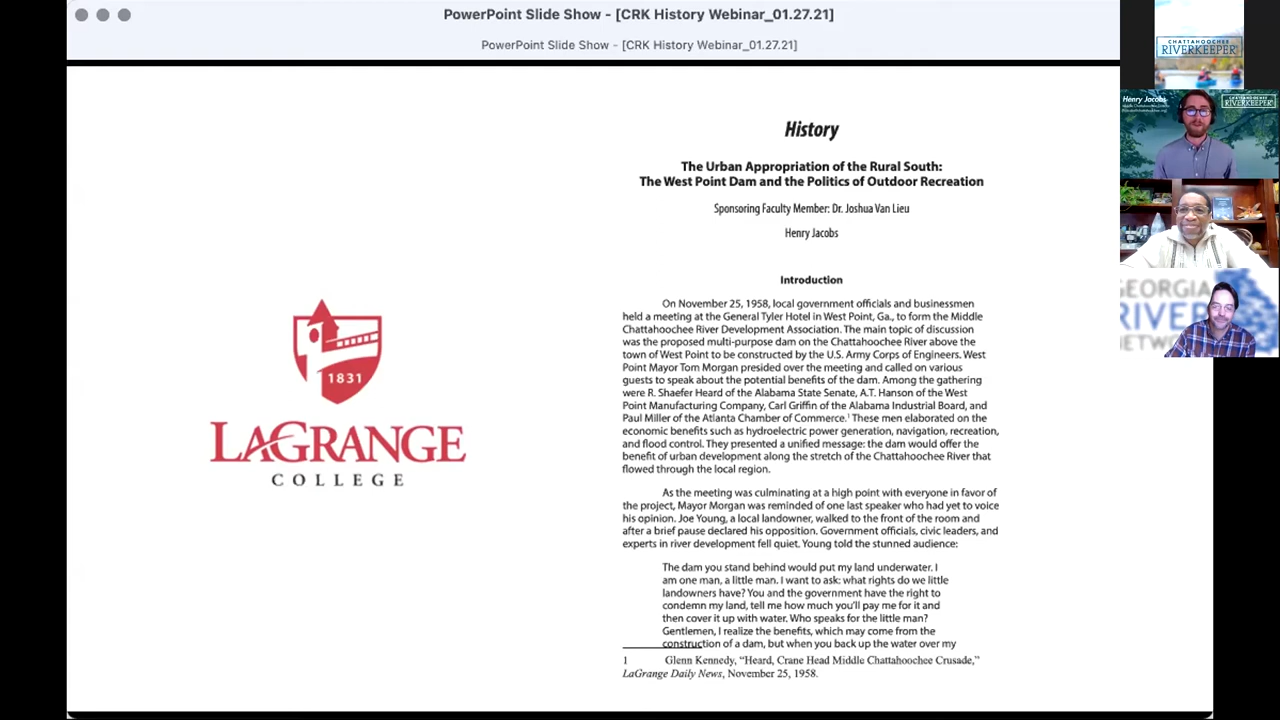 PowerPoint Slide Show - [CRK History Webinar_01.27.21]
PowerPoint Slide Show - [CRK History Webinar_01.27.21]
CHATTAHOOCHEE
RIVERKEEPER
Henry Jacobs
CHATTAHOOCHEE
RIVERKEEPER
GEORGIA
RIVER
NETWORK
1831
LAGRANGE
COLLEGE
History
The Urban Appropriation of the Rural South:
The West Point Dam and the Politics of Outdoor Recreation
Sponsoring Faculty Member: Dr. Joshua Van Lieu
Henry Jacobs
Introduction
On November 25, 1958, local government officials and businessmen
held a meeting at the General Tyler Hotel in West Point, Ga., to form the Middle
Chattahoochee River Development Association. The main topic of discussion
was the proposed multi-purpose dam on the Chattahoochee River above the
town of West Point to be constructed by the U.S. Army Corps of Engineers. West
Point Mayor Tom Morgan presided over the meeting and called on various
guests to speak about the potential benefits of the dam. Among the gathering
were R. Shaefer Heard of the Alabama State Senate, A.T. Hanson of the West
Point Manufacturing Company, Carl Griffin of the Alabama Industrial Board, and
Paul Miller of the Atlanta Chamber of Commerce.¹ These men elaborated on the
economic benefits such as hydroelectric power generation, navigation, recreation,
and flood control. They presented a unified message: the dam would offer the
benefit of urban development along the stretch of the Chattahoochee River that
flowed through the local region.
As the meeting was culminating at a high point with everyone in favor of
the project, Mayor Morgan was reminded of one last speaker who had yet to voice
his opinion. Joe Young, a local landowner, walked to the front of the room and
after a brief pause declared his opposition. Government officials, civic leaders, and
experts in river development fell quiet. Young told the stunned audience:
The dam you stand behind would put my land underwater. I
am one man, a little man. I want to ask: what rights do we little
landowners have? You and the government have the right to
condemn my land, tell me how much you'll pay me for it and
then cover it up with water. Who speaks for the little man?
Gentlemen, I realize the benefits, which may come from the
construction of a dam, but when you back up the water over my
1 Glenn Kennedy, “Heard, Crane Head Middle Chattahoochee Crusade,”
LaGrange Daily News, November 25, 1958.